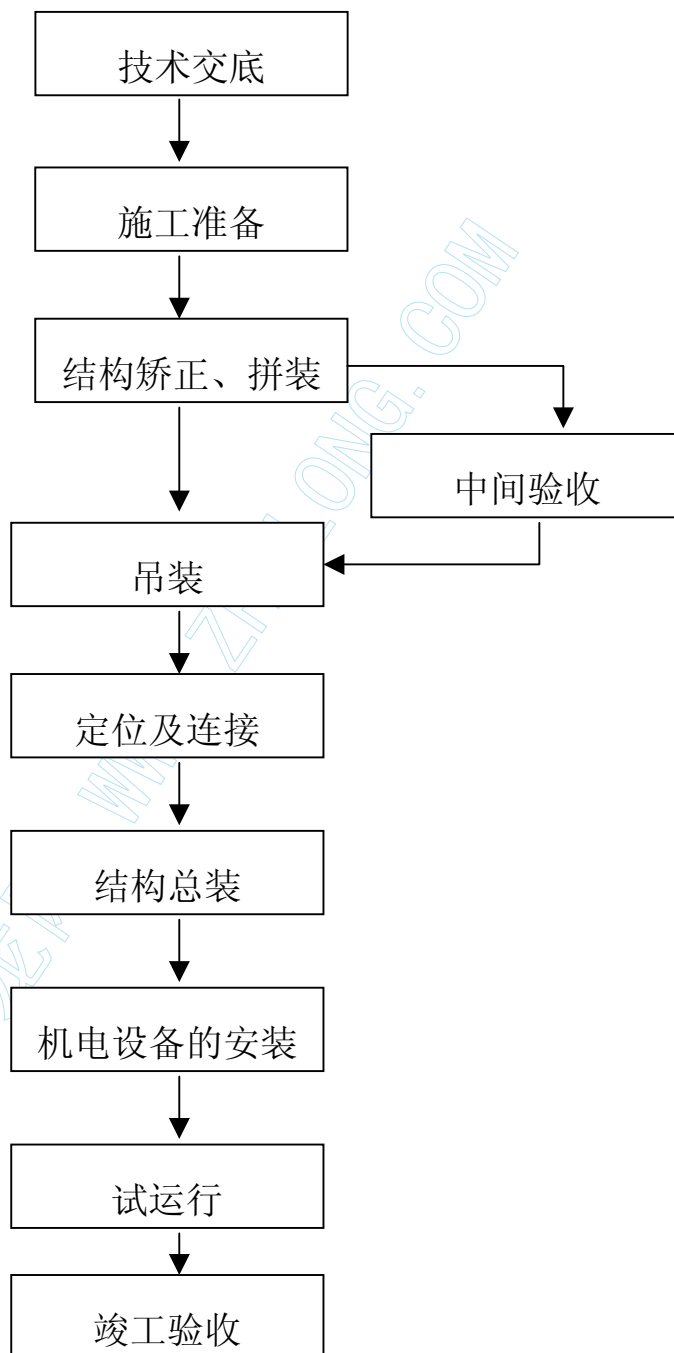 技术交底
施工准备
结构矫正、拼装
中间验收
吊装
定位及连接
结构总装
机电设备的安装
试运行
竣工验收